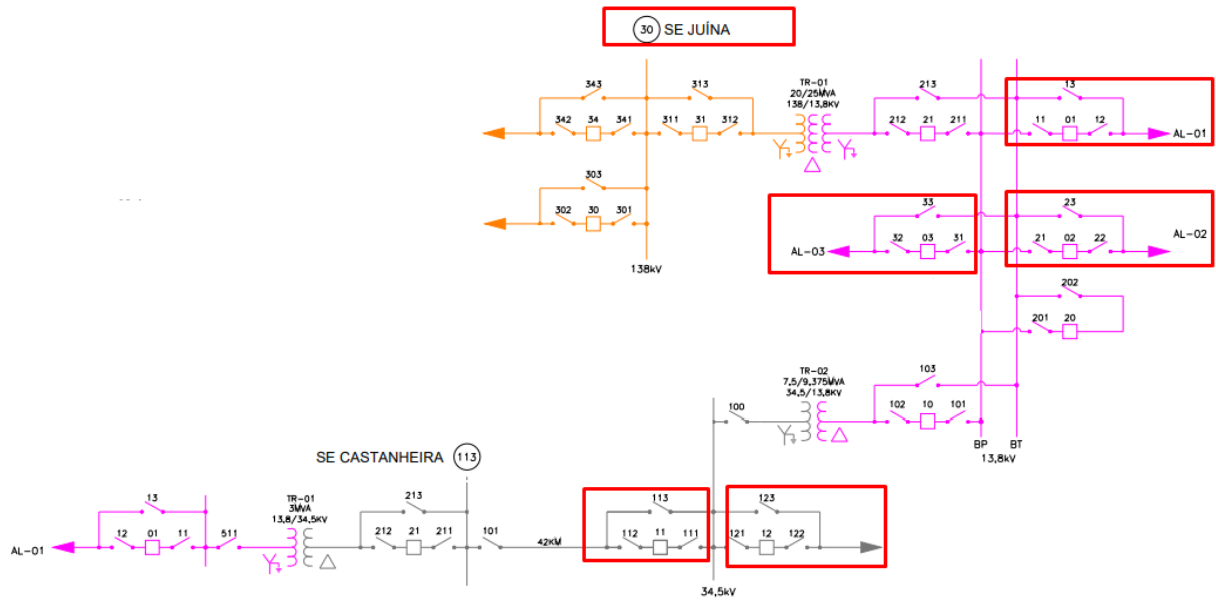 30 SE JUÍNA
343
313
TR-01
20/25MVA
138/13,8KV
213
13
342 34 341
311 31 312
212 21 211
11 01 12
AL-01
303
302 30 301
33
23
32 03 31
21 02 22
AL-03
AL-02
138kV
202
201 20
TR-02
7,5/9,375MVA
34,5/13,8KV
103
100
102 10 101
BP BT
13,8kV
SE CASTANHEIRA 113
13
TR-01
3MVA
13,8/34,5KV
213
113
123
12 01 11
511
212 21 211
101
42KM
112 11 111
121 12 122
AL-01
34,5kV